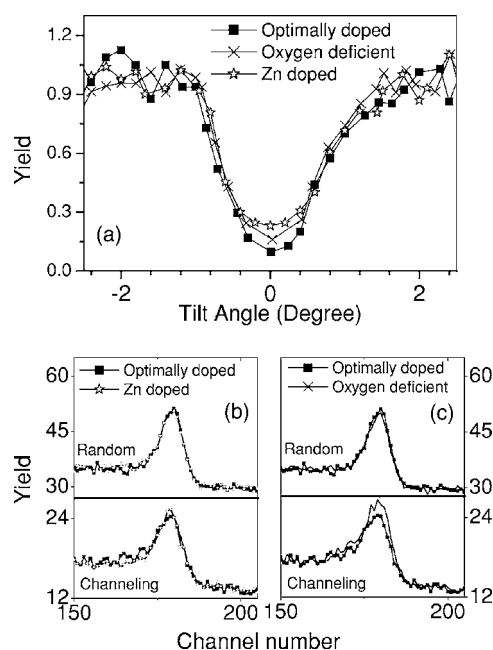 1.2
0.9
0.6
0.3
0.0
Yield
Optimally doped
Oxygen deficient
Zn doped
(a)
-2
0
2
Tilt Angle (Degree)
60
45
30
24
12
Yield
Optimally doped
Zn doped
(b)
Random
Channeling
150
200
Optimally doped
Oxygen deficient
(c)
Random
Channeling
60
45
30
24
12
150
200
Channel number